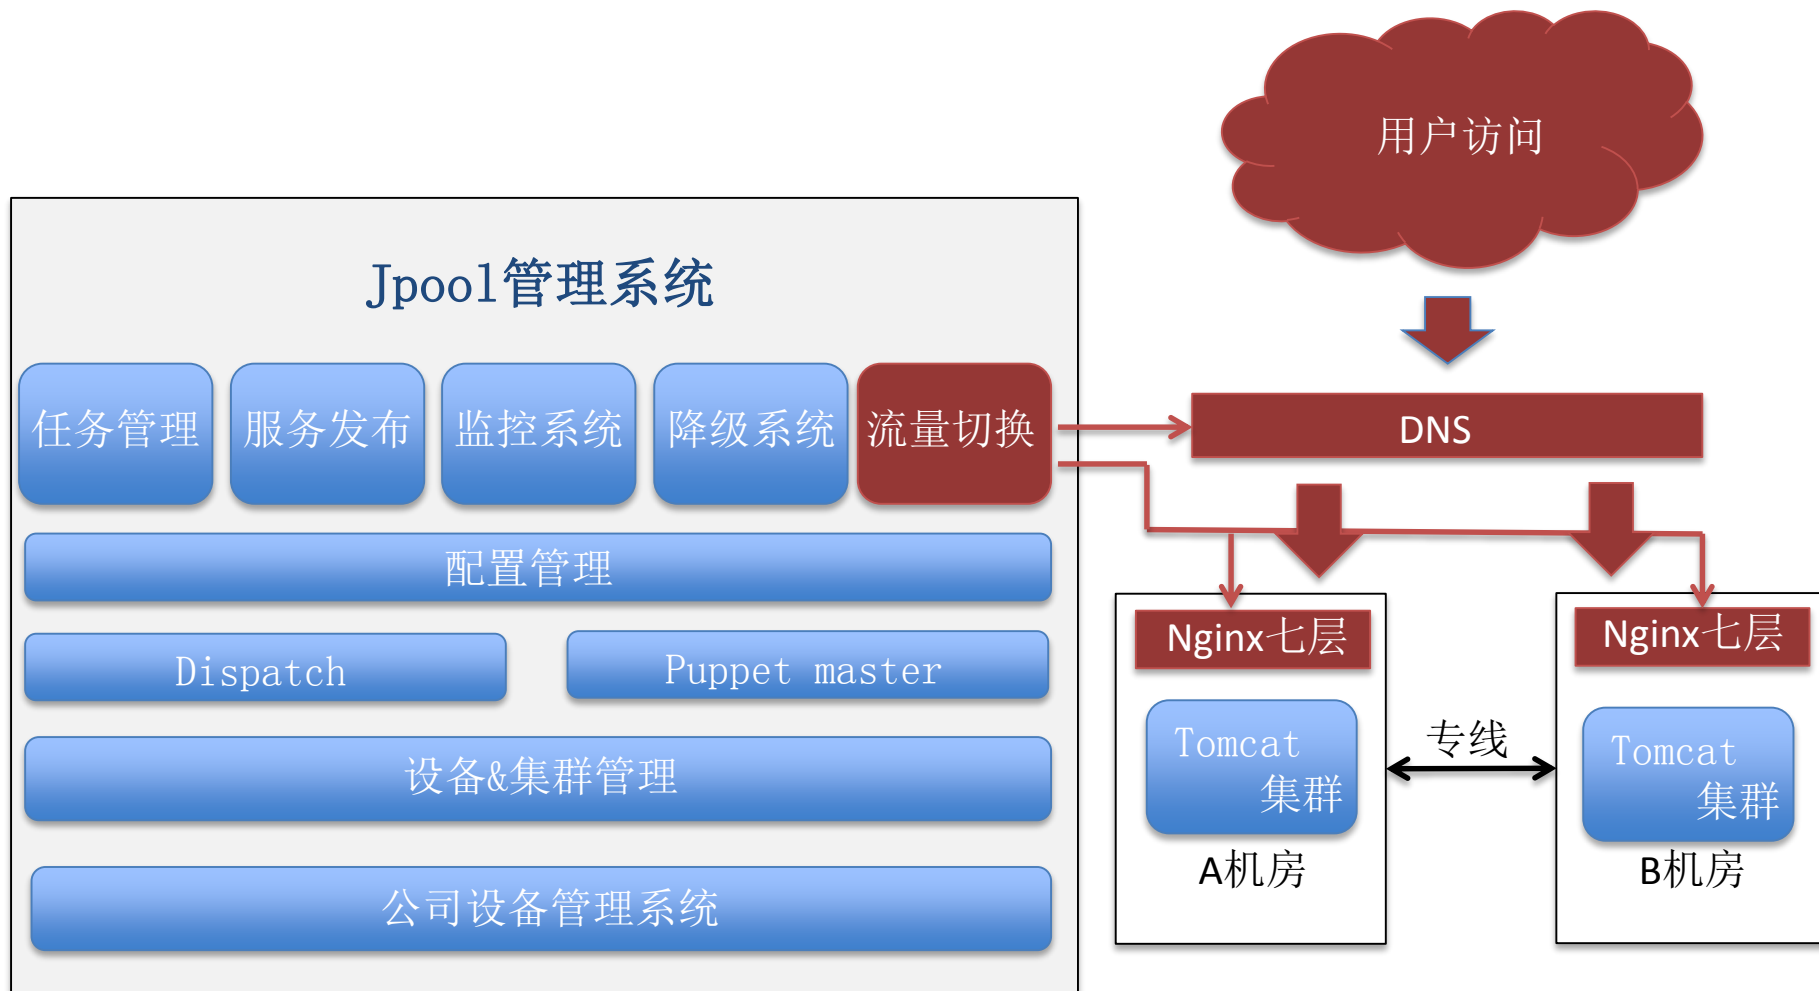 用户访问
Jpool管理系统
任务管理
服务发布
监控系统
降级系统
流量切换
DNS
配置管理
Dispatch
Puppet master
设备&集群管理
公司设备管理系统
Nginx七层
Tomcat
集群
A机房
专线
Nginx七层
Tomcat
集群
B机房